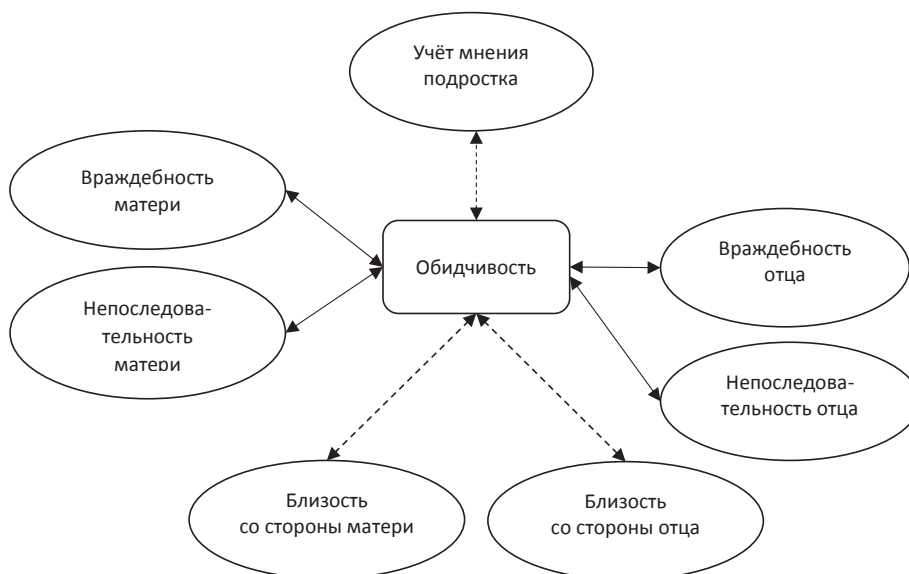 Учёт мнения
подростка
Враждебность
матери
Обидчивость
Враждебность
отца
Непоследова-
тельность
матери
Непоследова-
тельность отца
Близость
со стороны матери
Близость
со стороны отца